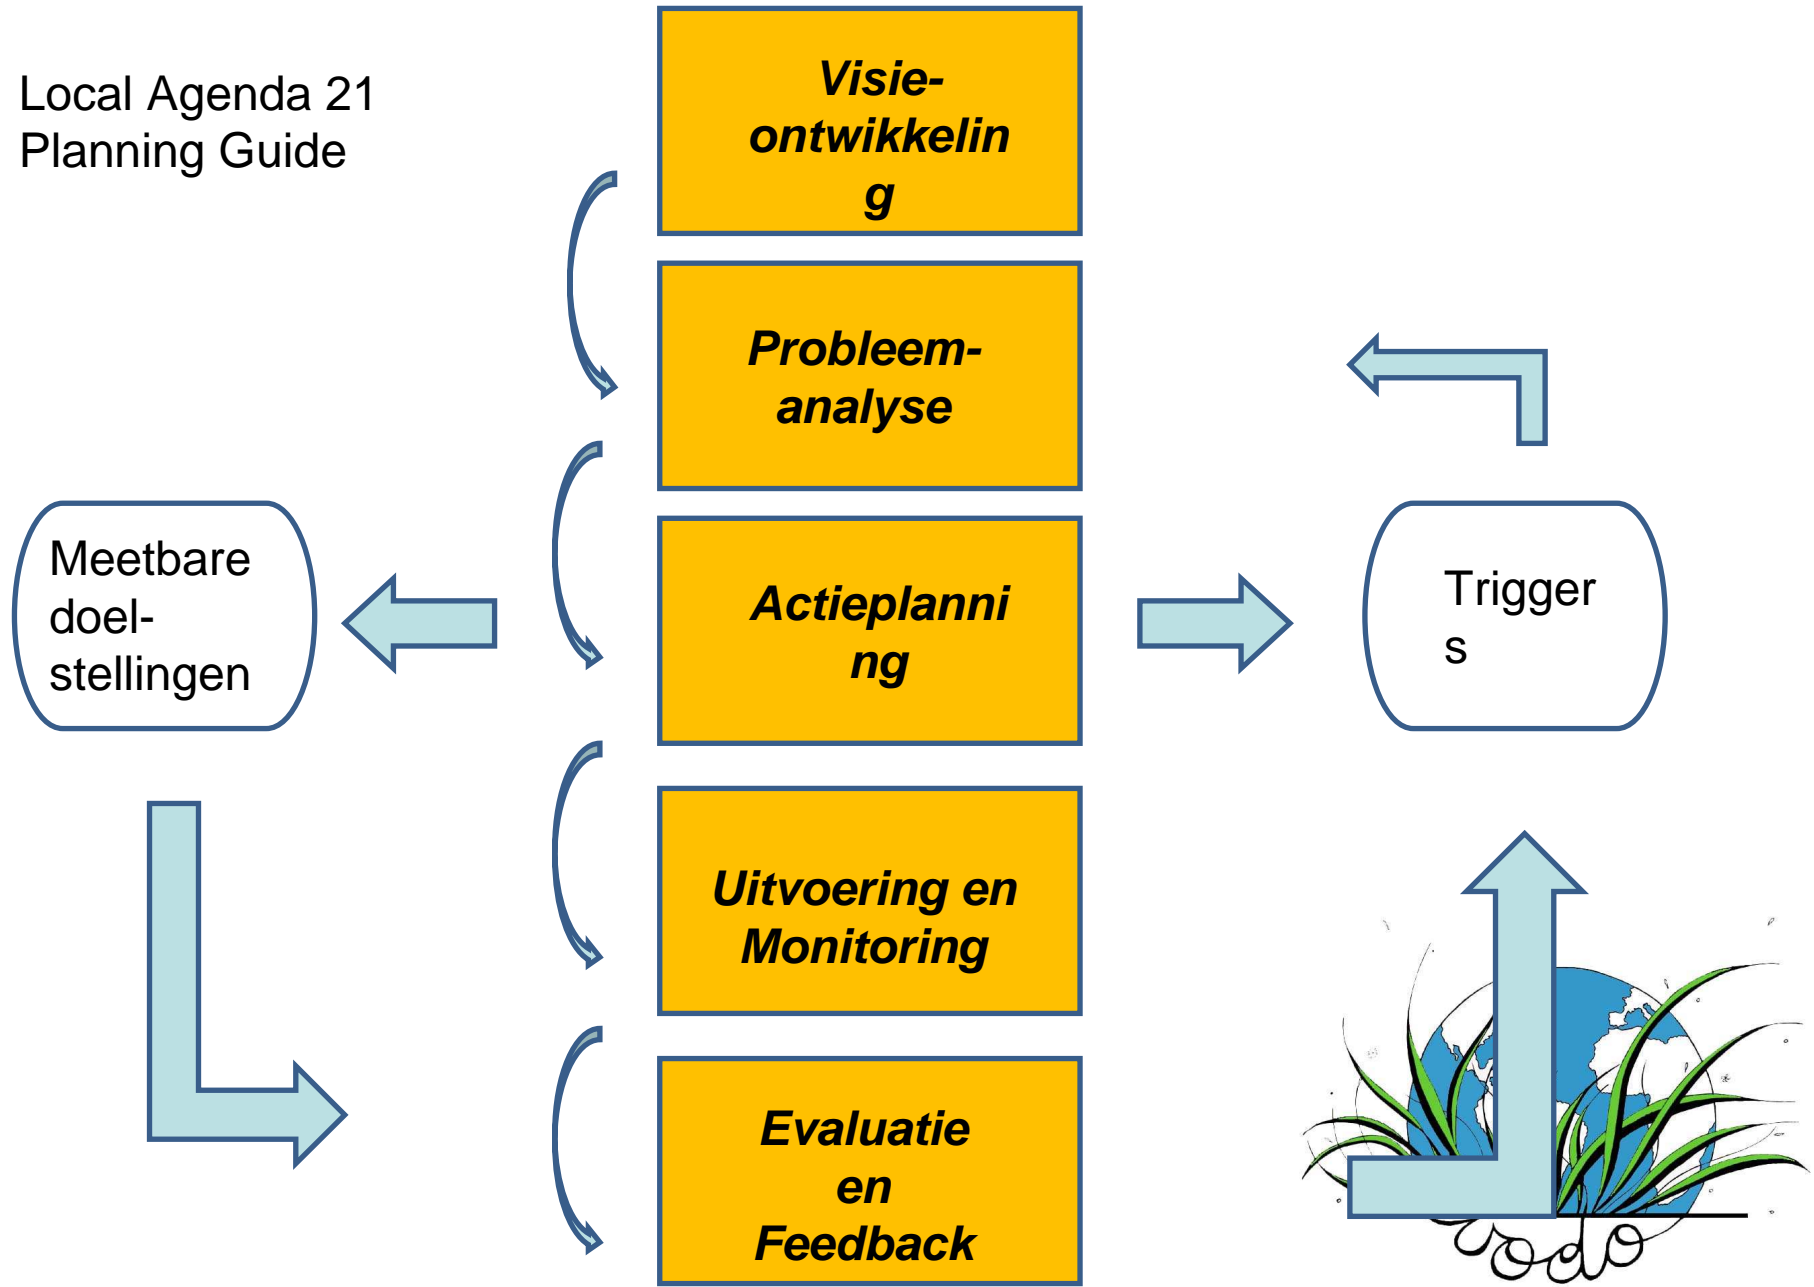 Local Agenda 21
Planning Guide
Visie-
ontwikkelin
g
Probleem-
analyse
Meetbare
doel-
stellingen
Actieplanni
ng
Trigger
s
Uitvoering en
Monitoring
Evaluatie
en
Feedback